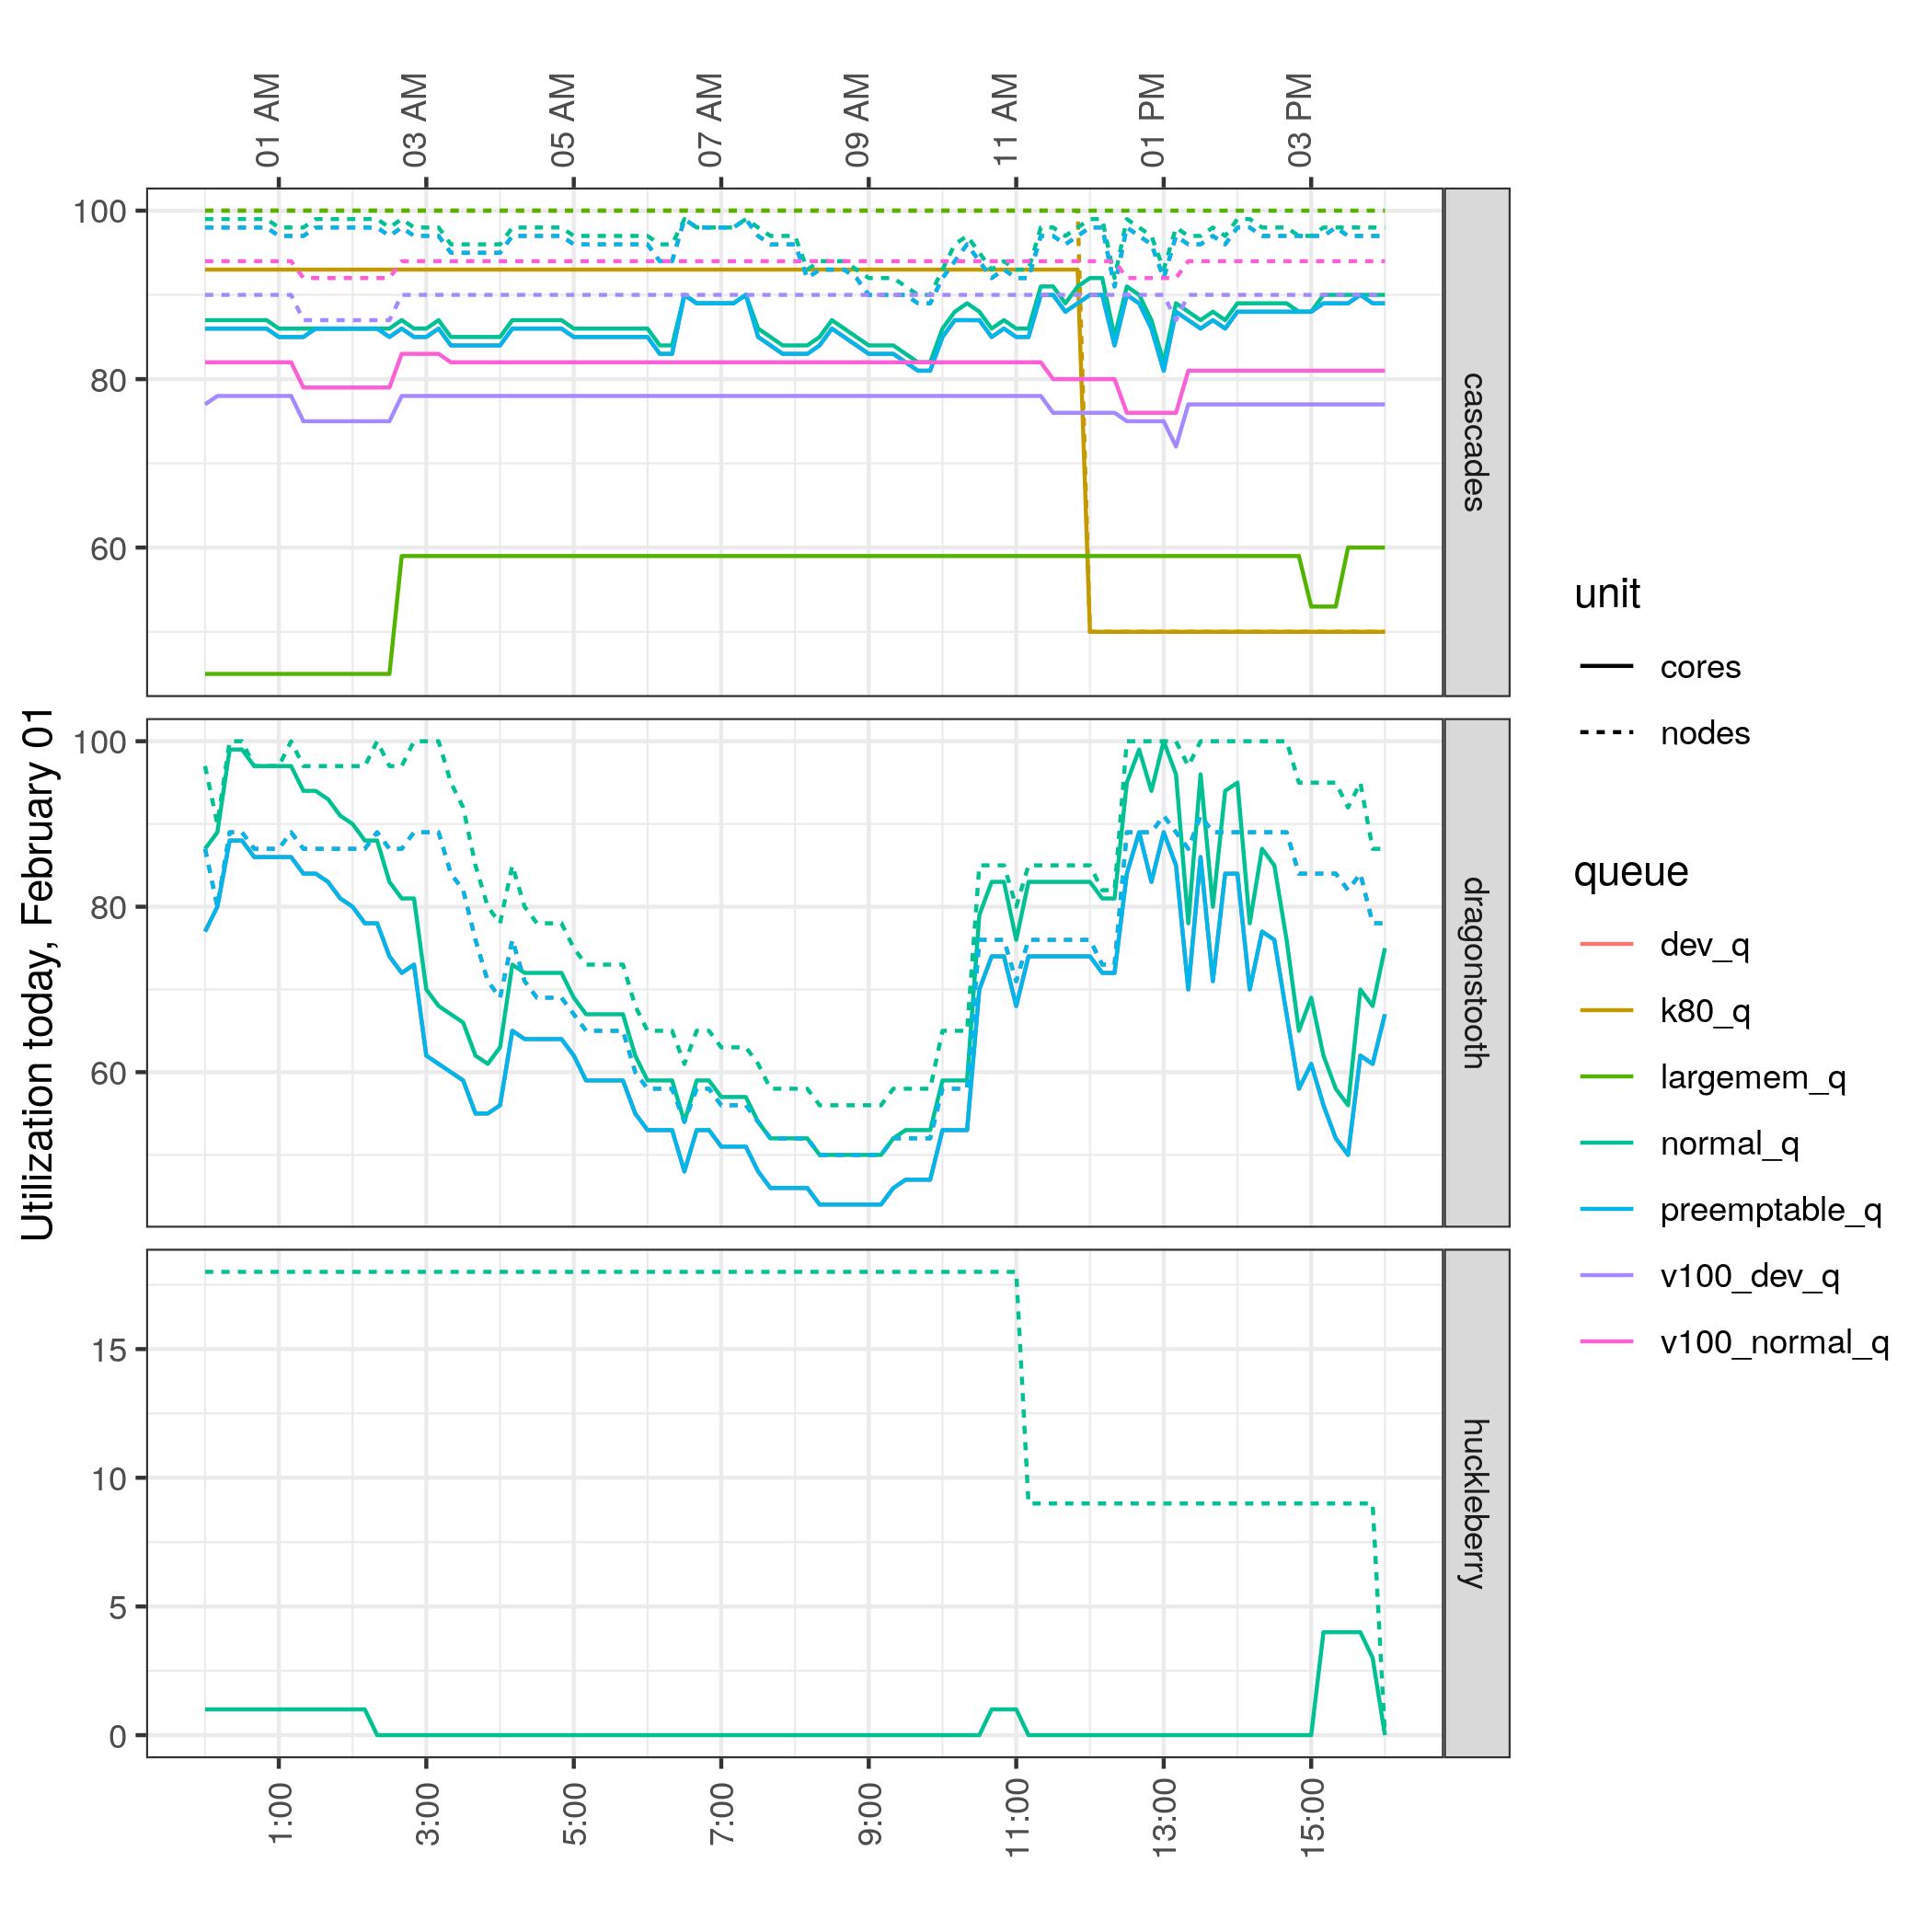 01 AM
03 AM
05 AM
07 AM
09 AM
11 AM
01 PM
03 PM
Utilization today, February 01
100
80
60
cascades
100
80
60
dragonstooth
15
10
5
0
huckleberry
1:00
3:00
5:00
7:00
9:00
11:00
13:00
15:00
unit
cores
nodes
queue
dev_q
k80_q
largemem_q
normal_q
preemptable_q
v100_dev_q
v100_normal_q